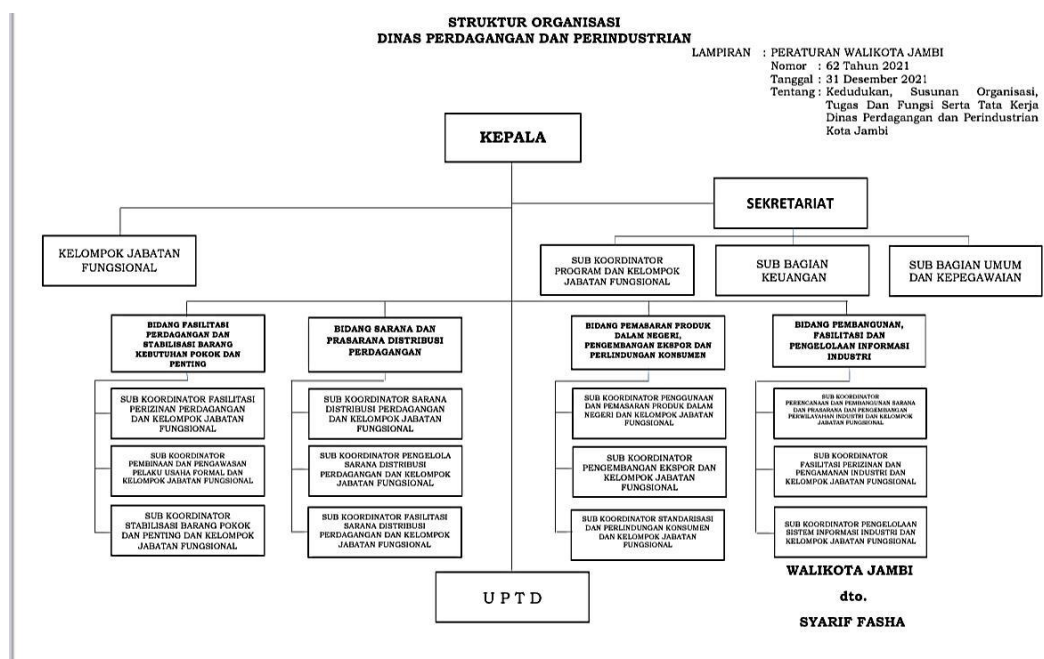 STRUKTUR ORGANISASI
DINAS PERDAGANGAN DAN PERINDUSTRIAN
LAMPIRAN : PERATURAN WALIKOTA JAMBI
Nomor : 62 Tahun 2021
Tanggal : 31 Desember 2021
Tentang : Kedudukan, Susunan Organisasi,
Tugas Dan Fungsi Serta Tata Kerja
Dinas Perdagangan dan Perindustrian
Kota Jambi
KEPALA
SEKRETARIAT
KELOMPOK JABATAN
FUNGSIONAL
SUB KOORDINATOR
PROGRAM DAN KELOMPOK
JABATAN FUNGSIONAL
SUB BAGIAN
KEUANGAN
SUB BAGIAN UMUM
DAN KEPEGAWAIAN
BIDANG FASILITASI
PERDAGANGAN DAN
STABILISASI BARANG
KEBUTUHAN POKOK DAN
PENTING
BIDANG SARANA DAN
PRASARANA DISTRIBUSI
PERDAGANGAN
BIDANG PEMASARAN PRODUK
DALAM NEGERI,
PENGEMBANGAN EKSPOR DAN
PERLINDUNGAN KONSUMEN
BIDANG PEMBANGUNAN,
FASILITASI DAN
PENGELOLAAN INFORMASI
INDUSTRI
SUB KOORDINATOR FASILITASI
PERIZINAN PERDAGANGAN
DAN KELOMPOK JABATAN
FUNGSIONAL
SUB KOORDINATOR SARANA
DISTRIBUSI PERDAGANGAN
DAN KELOMPOK JABATAN
FUNGSIONAL
SUB KOORDINATOR PENGGUNAAN
DAN PEMASARAN PRODUK DALAM
NEGERI DAN KELOMPOK JABATAN
FUNGSIONAL
SUB KOORDINATOR
PERENCANAAN DAN PEMBANGUNAN SARANA
DAN PRASARANA DAN PENGEMBANGAN
PERWILAYAHAN INDUSTRI DAN KELOMPOK
JABATAN FUNGSIONAL
SUB KOORDINATOR
PEMBINAAN DAN PENGAWASAN
PELAKU USAHA FORMAL DAN
KELOMPOK JABATAN FUNGSIONAL
SUB KOORDINATOR PENGELOLA
SARANA DISTRIBUSI
PERDAGANGAN DAN KELOMPOK
JABATAN FUNGSIONAL
SUB KOORDINATOR
PENGEMBANGAN EKSPOR DAN
KELOMPOK JABATAN
FUNGSIONAL
SUB KOORDINATOR
FASILITASI PERIZINAN DAN
PENGAMANAN INDUSTRI DAN
KELOMPOK JABATAN FUNGSIONAL
SUB KOORDINATOR
STABILISASI BARANG POKOK
DAN PENTING DAN KELOMPOK
JABATAN FUNGSIONAL
SUB KOORDINATOR FASILITASI
SARANA DISTRIBUSI
PERDAGANGAN DAN KELOMPOK
JABATAN FUNGSIONAL
SUB KOORDINATOR STANDARISASI
DAN PERLINDUNGAN KONSUMEN
DAN KELOMPOK JABATAN
FUNGSIONAL
SUB KOORDINATOR PENGELOLAAN
SISTEM INFORMASI INDUSTRI DAN
KELOMPOK JABATAN FUNGSIONAL
UPTD
WALIKOTA JAMBI
dto.
SYARIF FASHA